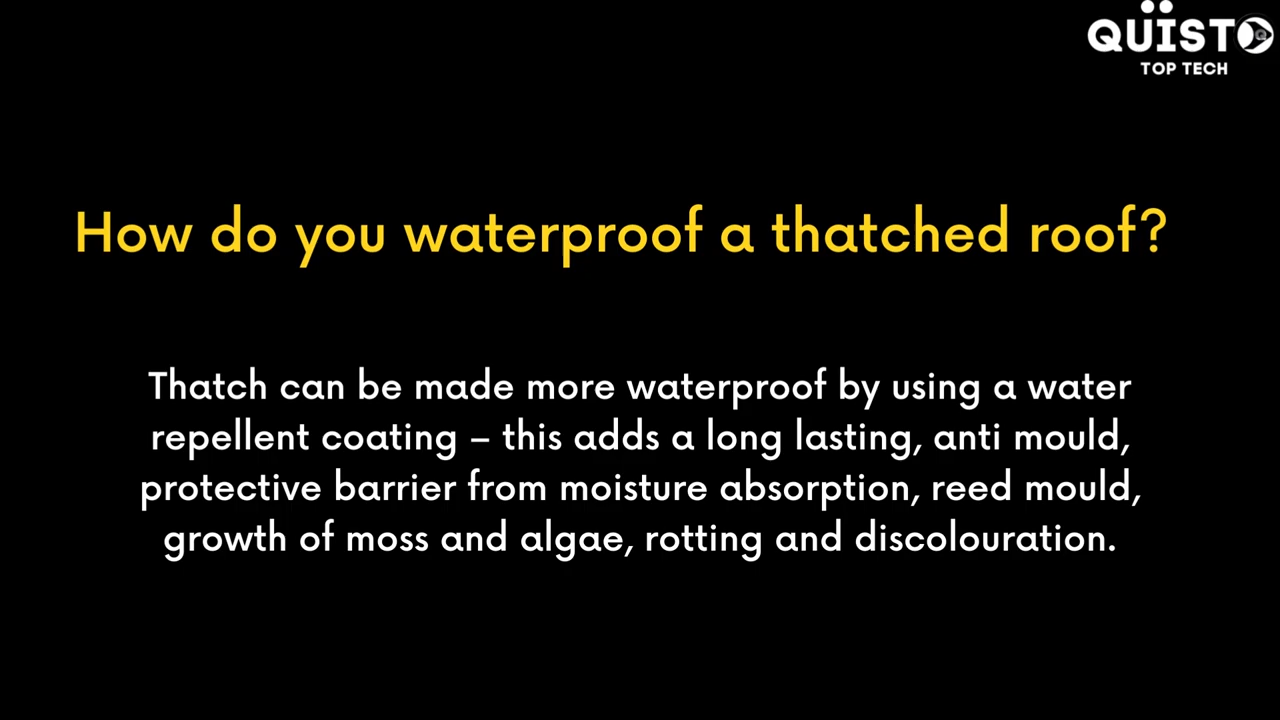 QUÏSTO
TOP TECH
How do you waterproof a thatched roof?
Thatch can be made more waterproof by using a water
repellent coating – this adds a long lasting, anti mould,
protective barrier from moisture absorption, reed mould,
growth of moss and algae, rotting and discolouration.